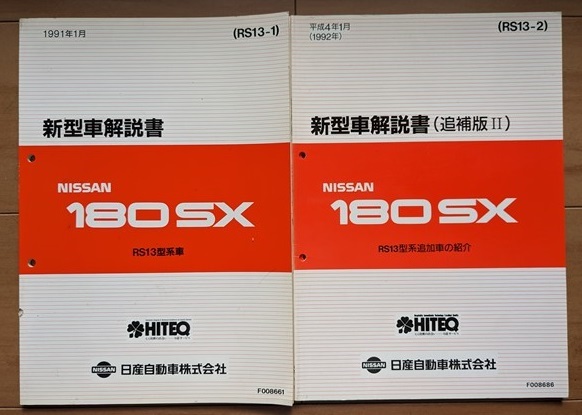 1991年1月
(RS13-1)
新型車解説書
NISSAN
180SX
RS13型系車
HITEQ
NISSAN
日産自動車株式会社
F008661
平成4年1月
(1992年)
(RS13-2)
新型車解説書(追補版II)
NISSAN
180SX
RS13型系追加車の紹介
HITEQ
NISSAN
日産自動車株式会社
F008686